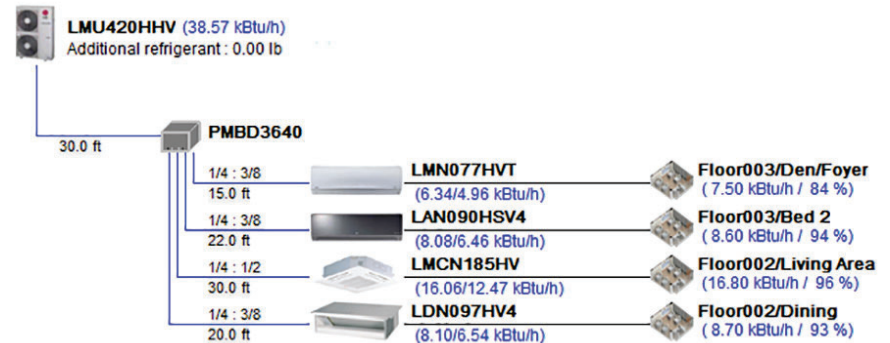 LMU420HHV (38.57 kBtu/h)
Additional refrigerant : 0.00 lb
30.0 ft
PMBD3640
1/4 : 3/8
15.0 ft
LMN077HVT
(6.34/4.96 kBtu/h)
Floor003/Den/Foyer
( 7.50 kBtu/h / 84 %)
1/4 : 3/8
22.0 ft
LAN090HSV4
(8.08/6.46 kBtu/h)
Floor003/Bed 2
( 8.60 kBtu/h / 94 %)
1/4 : 1/2
30.0 ft
LMCN185HV
(16.06/12.47 kBtu/h)
Floor002/Living Area
(16.80 kBtu/h / 96 %)
1/4 : 3/8
20.0 ft
LDN097HV4
(8.10/6.54 kBtu/h)
Floor002/Dining
( 8.70 kBtu/h / 93 %)